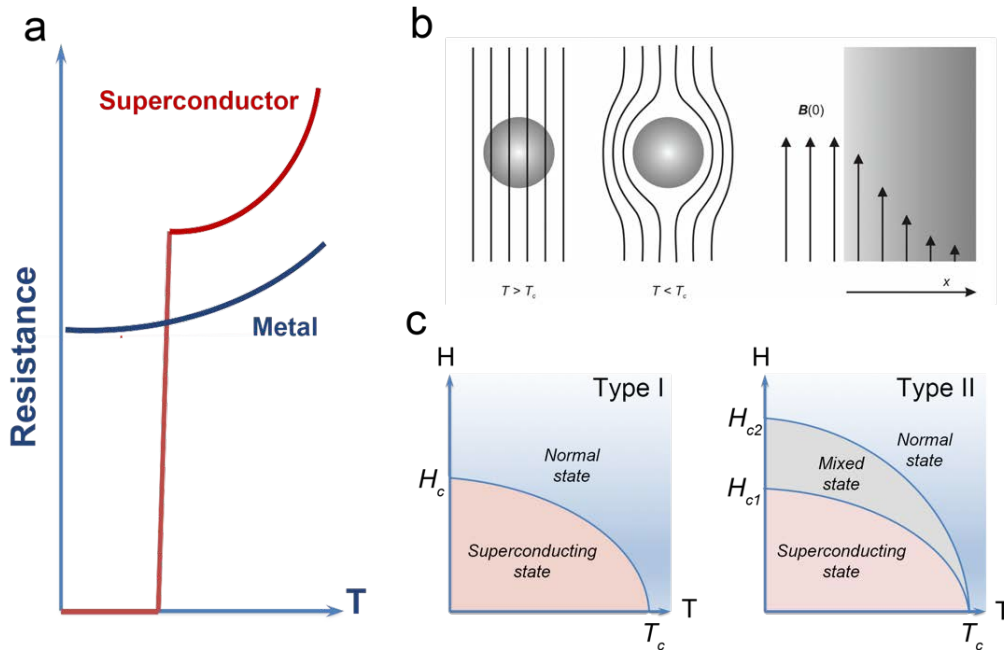 a
Superconductor
Metal
Resistance
T
b
T > Tc
T < Tc
B(0)
x
c
H
Type I
Hc
Normal
state
Superconducting
state
T
Tc
H
Type II
Hc2
Hc1
Normal
state
Mixed
state
Superconducting
state
T
Tc